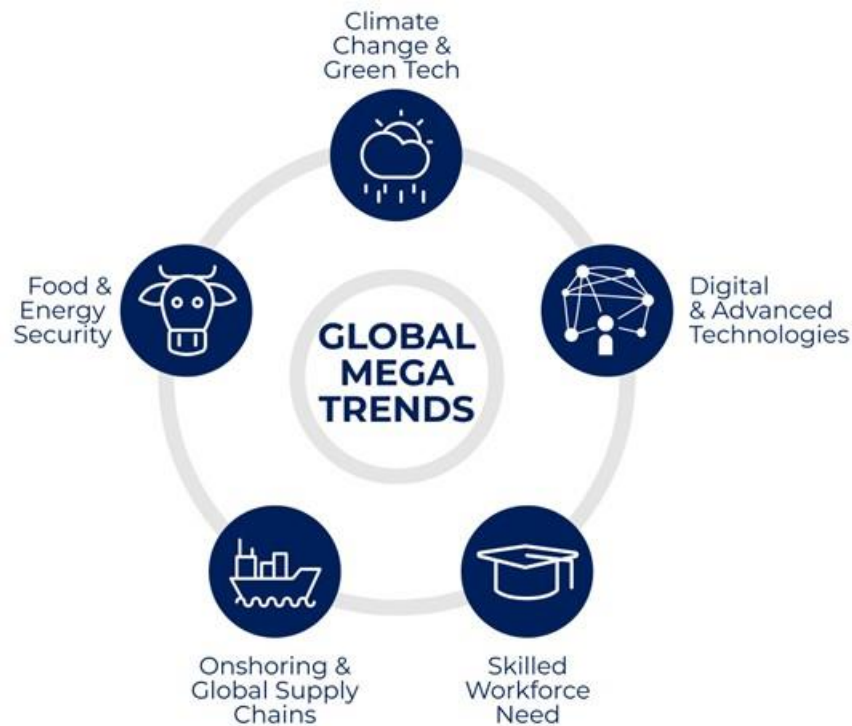 Climate
Change &
Green Tech
Food &
Energy
Security
GLOBAL
MEGA
TRENDS
Digital
& Advanced
Technologies
Onshoring &
Global Supply
Chains
Skilled
Workforce
Need